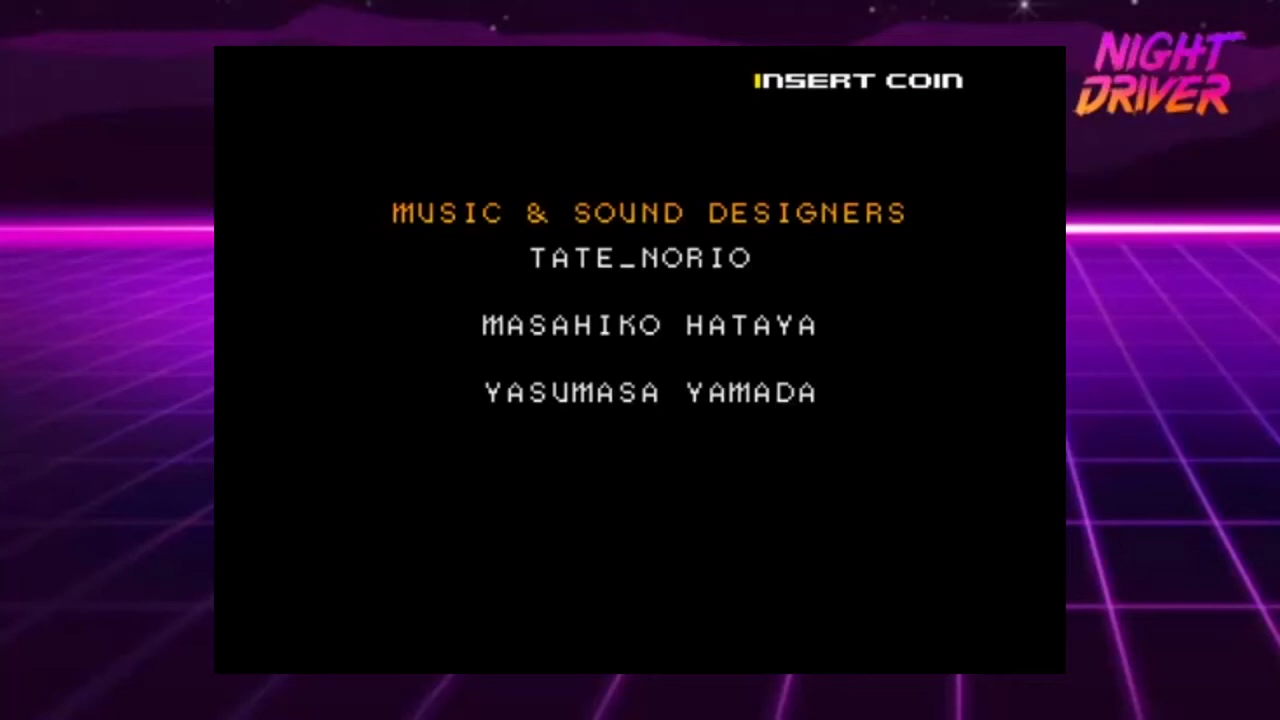 NIGHT
DRIVER
INSERT COIN
MUSIC & SOUND DESIGNERS
TATE_NORIO
MASAHIKO HATAYA
YASUMASA YAMADA